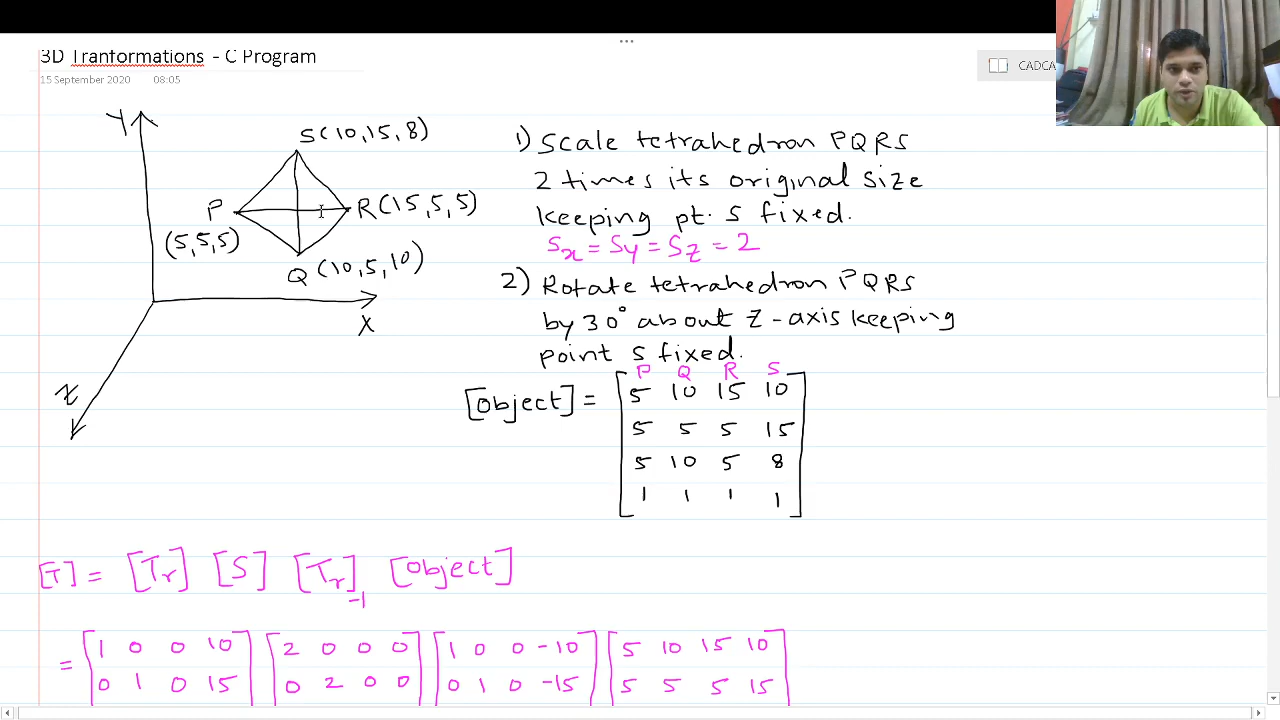 3D Tranformations - C Program
15 September 2020 08:05
CADCA
Y
S(10,15,8)
P
(5,5,5)
R(15,5,5)
Q(10,5,10)
X
Z
1) Scale tetrahedron PQRS
2 times its original size
keeping pt. S fixed.
Sx = Sy = Sz = 2
2) Rotate tetrahedron PQRS
by 30° about Z-axis keeping
point S fixed.
P Q R S
[Object] = 5 10 15 10
5 5 5 15
5 10 5 8
1 1 1 1
[T] = [Tr] [S] [Tr]-1 [Object]
= 1 0 0 10 2 0 0 0 1 0 0 -10 5 10 15 10
0 1 0 15 0 2 0 0 0 1 0 -15 5 5 5 15